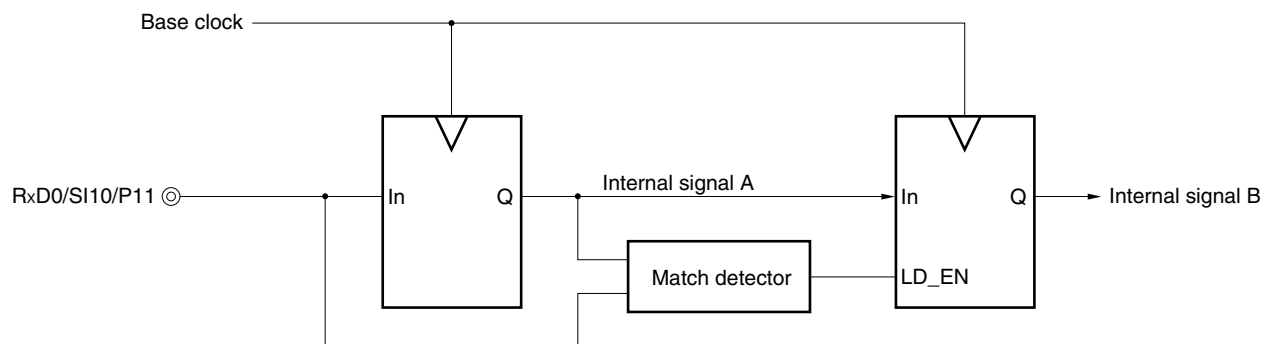 Base clock
RxD0/SI10/P11
In
Q
Internal signal A
In
Q
Internal signal B
Match detector
LD_EN